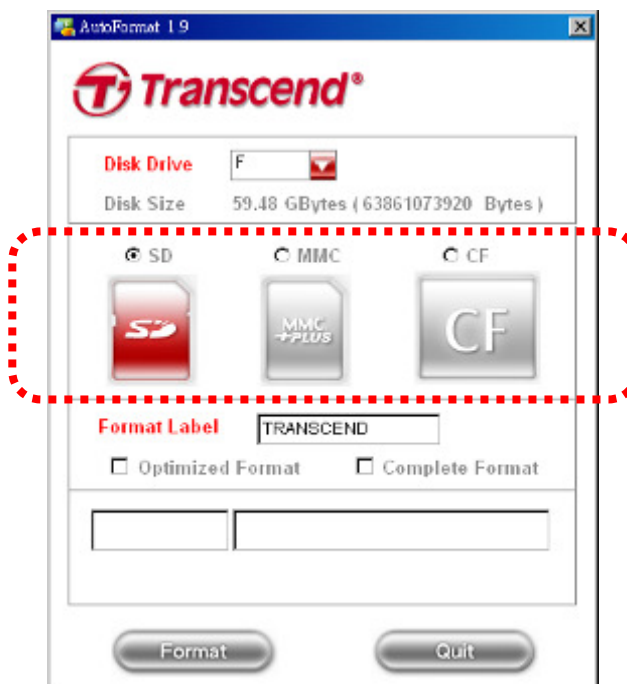 AutoFormat 1.9
Transcend®
Disk Drive F
Disk Size 59.48 GBytes ( 63861073920 Bytes )
SD MMC CF
SD MMC PLUS CF
Format Label TRANSCEND
Optimized Format Complete Format
Format Quit